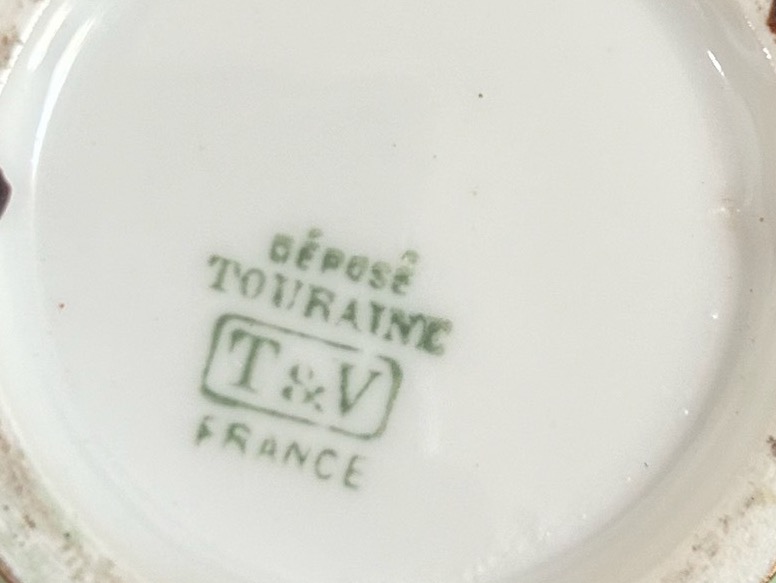 DÉPOSÉ
TOURAINE
T & V
FRANCE